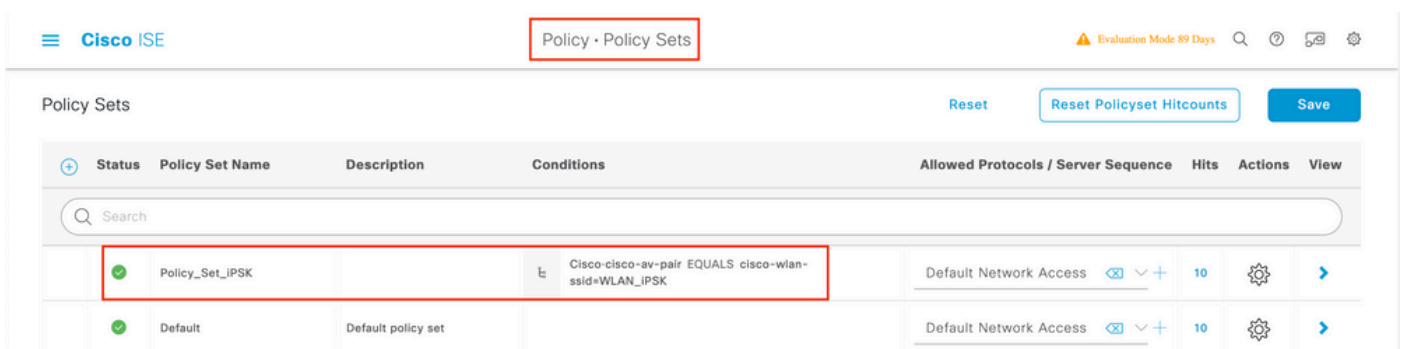 Cisco ISE
Policy · Policy Sets
Evaluation Mode 89 Days
Policy Sets
Reset
Reset Policyset Hitcounts
Save
Status Policy Set Name Description Conditions Allowed Protocols / Server Sequence Hits Actions View
Search
Policy_Set_iPSK
Cisco-cisco-av-pair EQUALS cisco-wlan-
ssid=WLAN_iPSK
Default Network Access
10
Default Default policy set Default Network Access 10